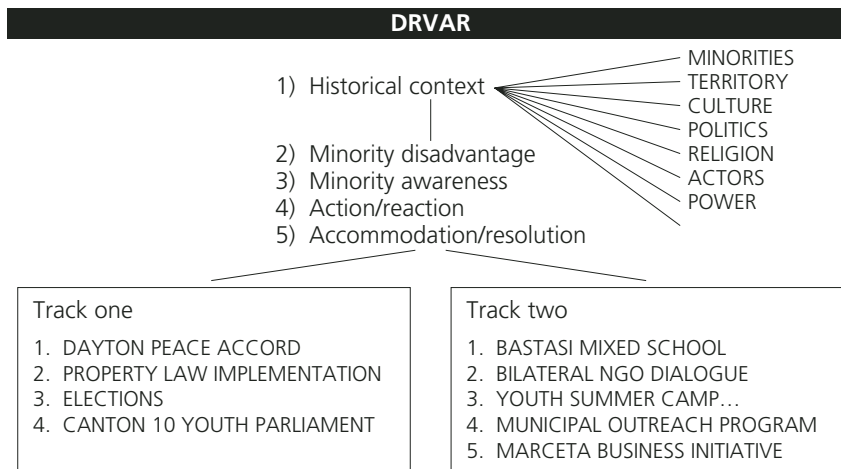 DRVAR
1) Historical context
MINORITIES
TERRITORY
CULTURE
POLITICS
RELIGION
ACTORS
POWER
2) Minority disadvantage
3) Minority awareness
4) Action/reaction
5) Accommodation/resolution
Track one
1. DAYTON PEACE ACCORD
2. PROPERTY LAW IMPLEMENTATION
3. ELECTIONS
4. CANTON 10 YOUTH PARLIAMENT
Track two
1. BASTASI MIXED SCHOOL
2. BILATERAL NGO DIALOGUE
3. YOUTH SUMMER CAMP…
4. MUNICIPAL OUTREACH PROGRAM
5. MARCETA BUSINESS INITIATIVE